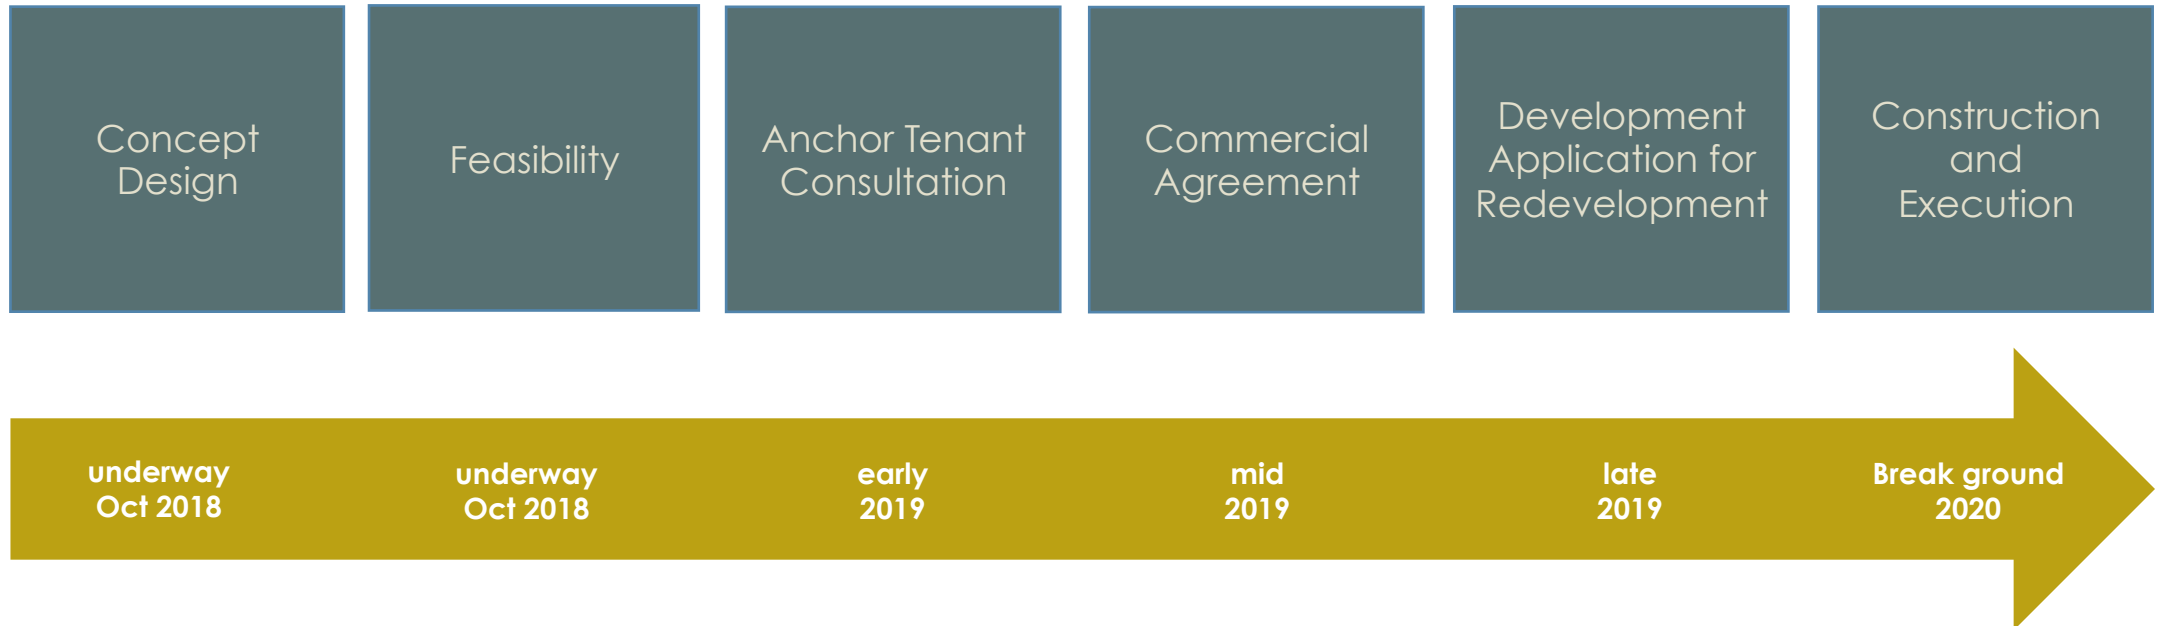 Concept
Design
Feasibility
Anchor Tenant
Consultation
Commercial
Agreement
Development
Application for
Redevelopment
Construction
and
Execution
underway
Oct 2018
underway
Oct 2018
early
2019
mid
2019
late
2019
Break ground
2020